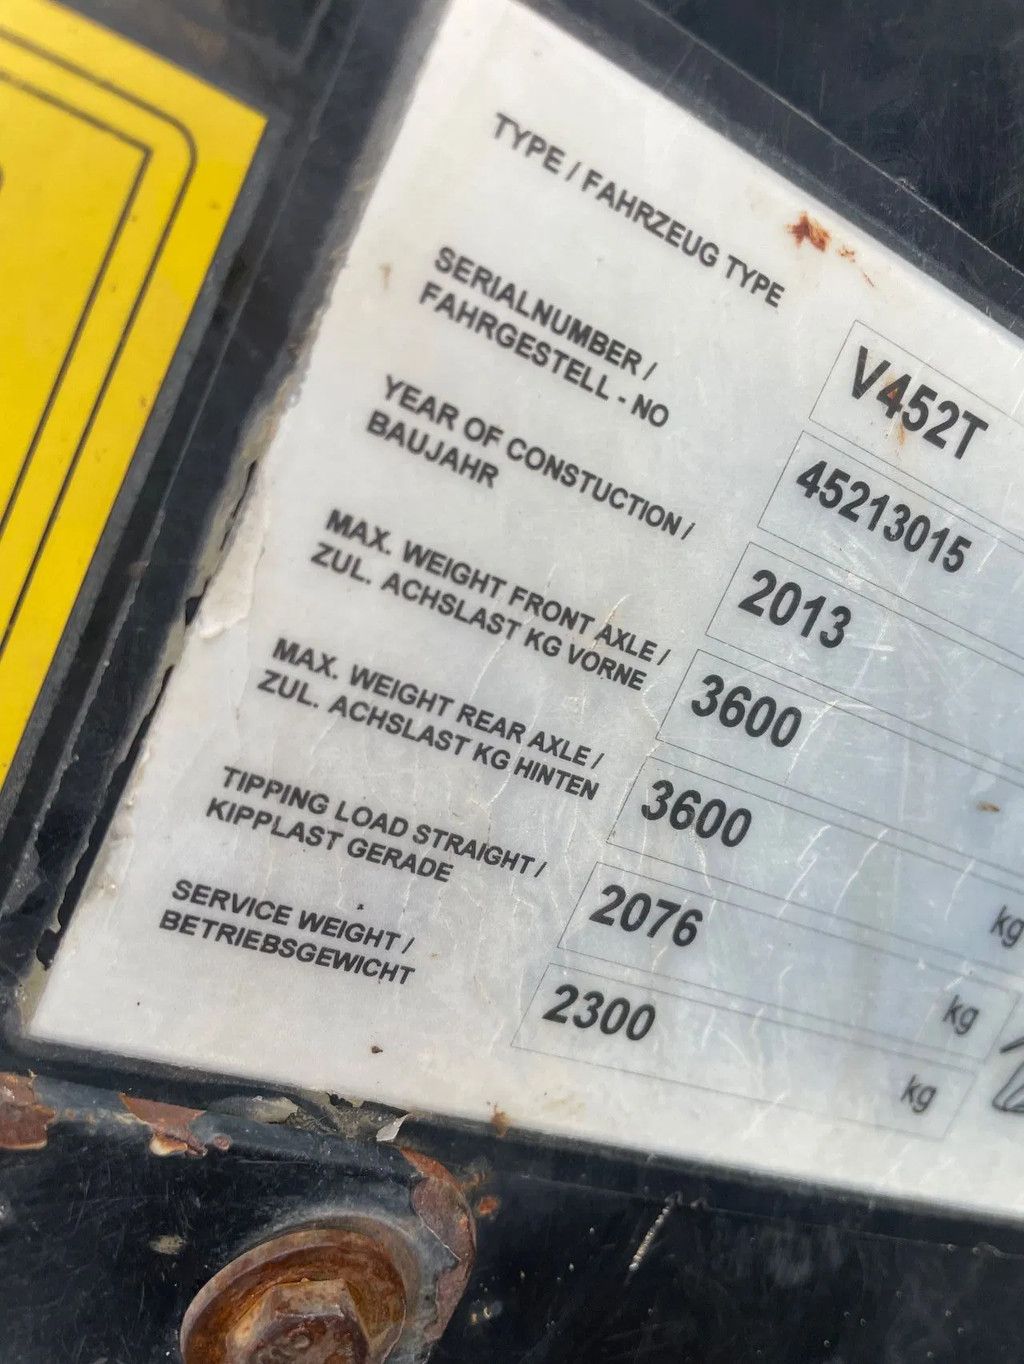 TYPE / FAHRZEUG TYPE
V452T
SERIALNUMBER /
FAHRGESTELL - NO
45213015
YEAR OF CONSTUCTION /
BAUJAHR
2013
MAX. WEIGHT FRONT AXLE /
ZUL. ACHSLAST KG VORNE
3600
MAX. WEIGHT REAR AXLE /
ZUL. ACHSLAST KG HINTEN
3600
kg
TIPPING LOAD STRAIGHT /
KIPPLAST GERADE
2076
kg
SERVICE WEIGHT /
BETRIEBSGEWICHT
2300
kg